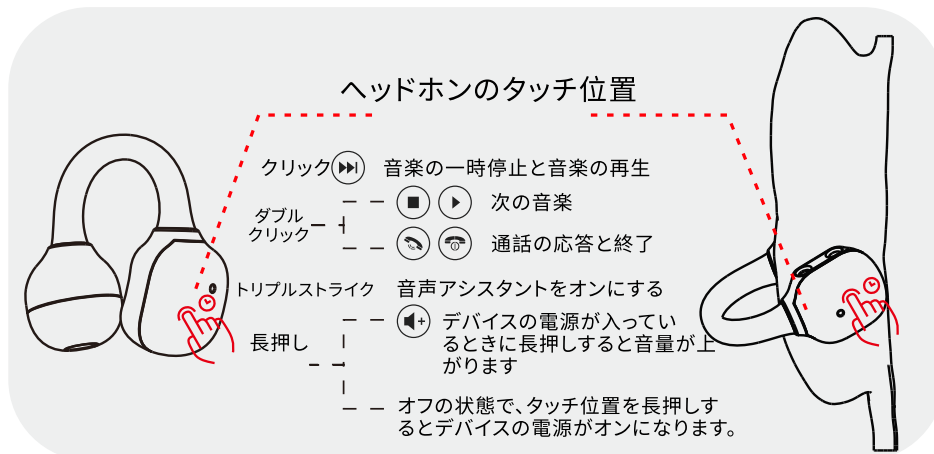 ヘッドホンのタッチ位置
クリック 音楽の一時停止と音楽の再生
ダブル
クリック
次の音楽
通話の応答と終了
トリプルストライク 音声アシスタントをオンにする
長押し
デバイスの電源が入ってい
るときに長押しすると音量が上
がります
オフの状態で、タッチ位置を長押しす
るとデバイスの電源がオンになります。